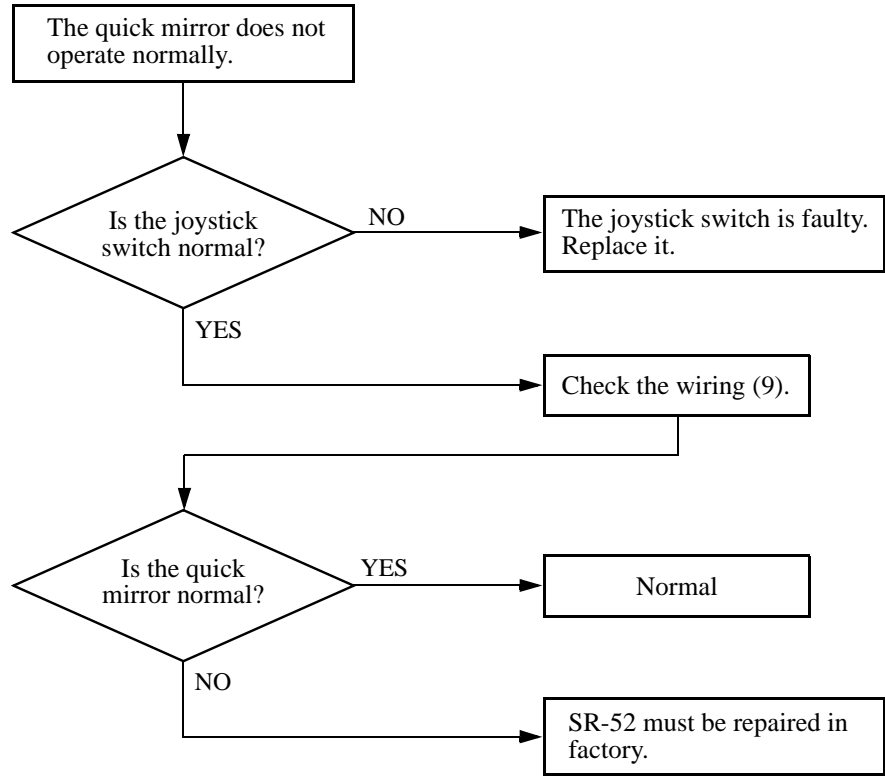 The quick mirror does not
operate normally.
Is the joystick
switch normal?
NO
The joystick switch is faulty.
Replace it.
YES
Check the wiring (9).
Is the quick
mirror normal?
YES
Normal
NO
SR-52 must be repaired in
factory.